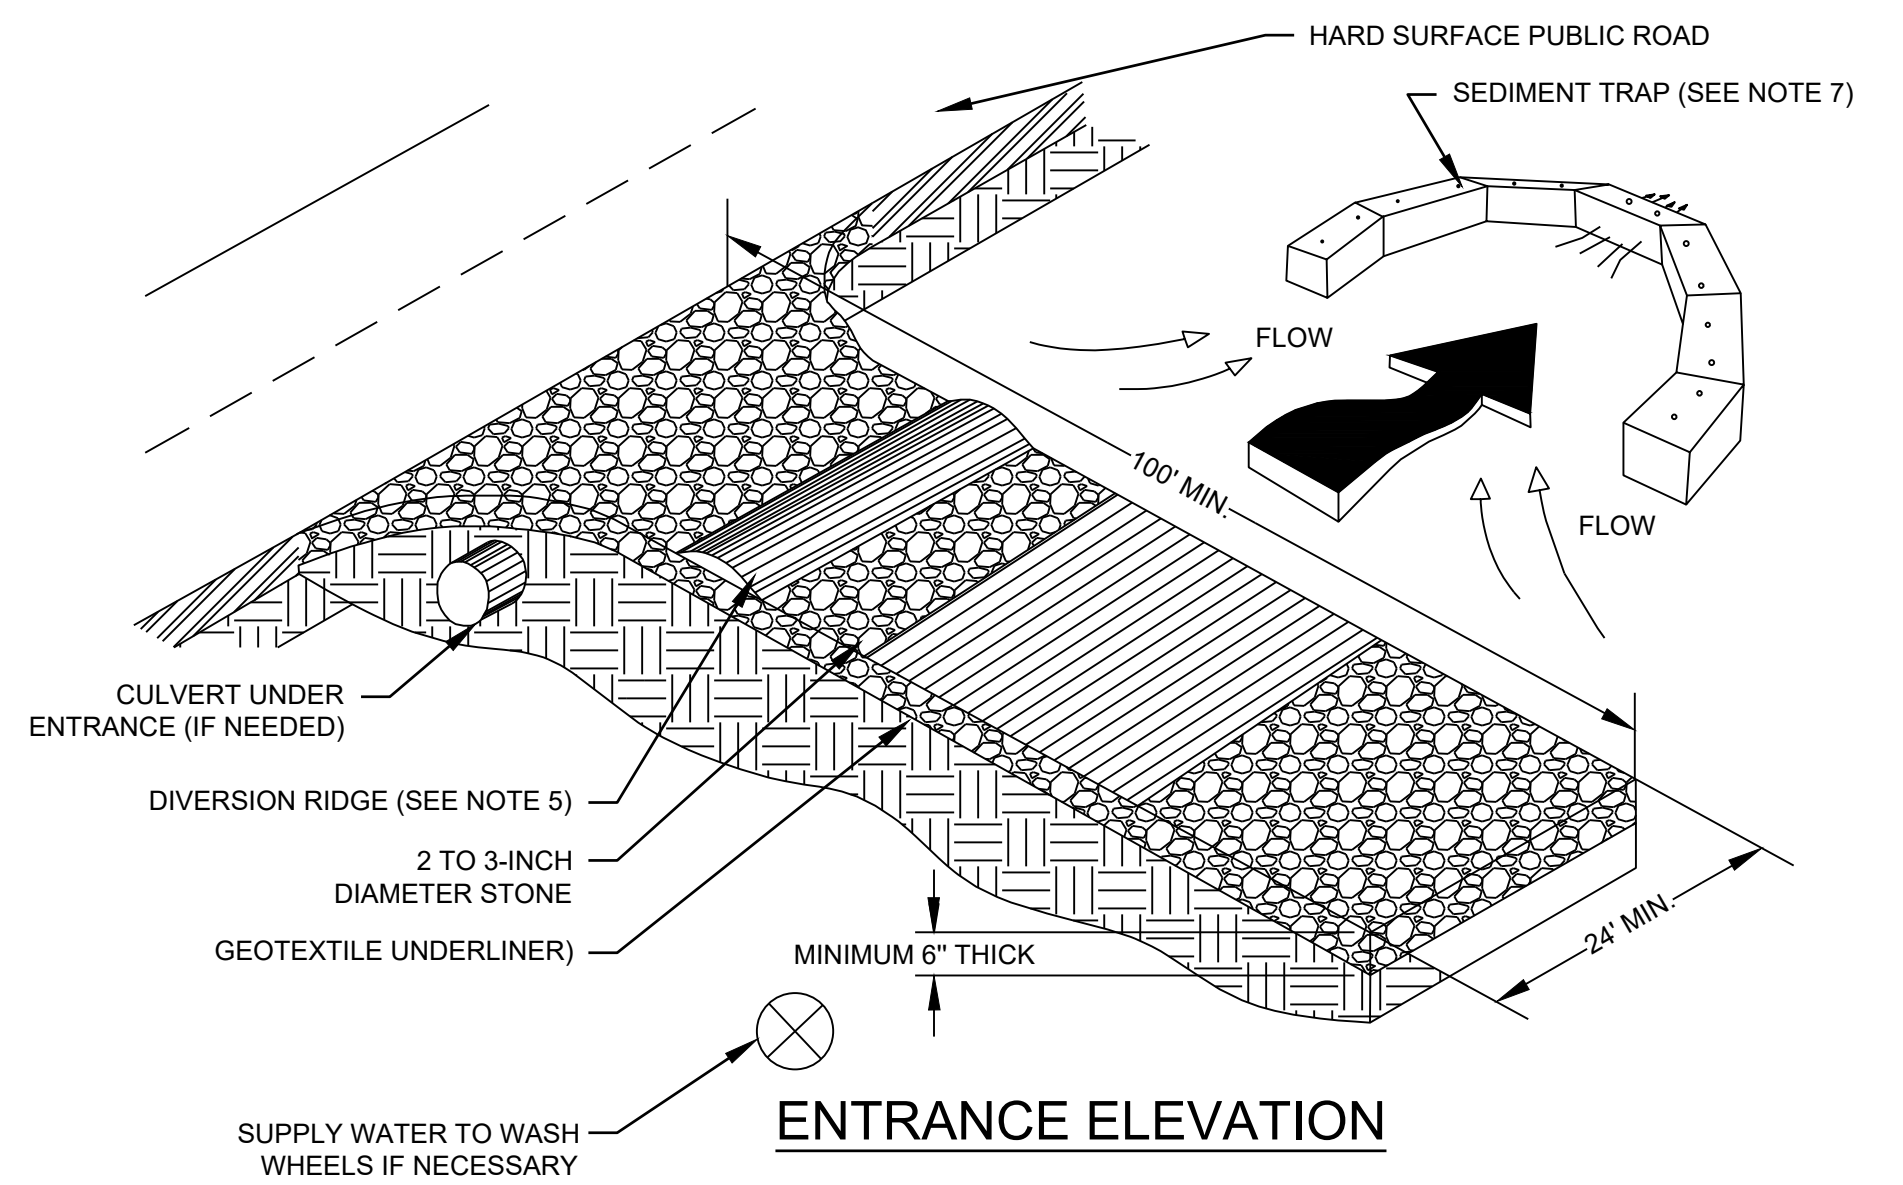 HARD SURFACE PUBLIC ROAD
SEDIMENT TRAP (SEE NOTE 7)
FLOW
100' MIN.
FLOW
CULVERT UNDER
ENTRANCE (IF NEEDED)
DIVERSION RIDGE (SEE NOTE 5)
2 TO 3-INCH
DIAMETER STONE
GEOTEXTILE UNDERLINER)
MINIMUM 6" THICK
24' MIN.
SUPPLY WATER TO WASH
WHEELS IF NECESSARY
ENTRANCE ELEVATION